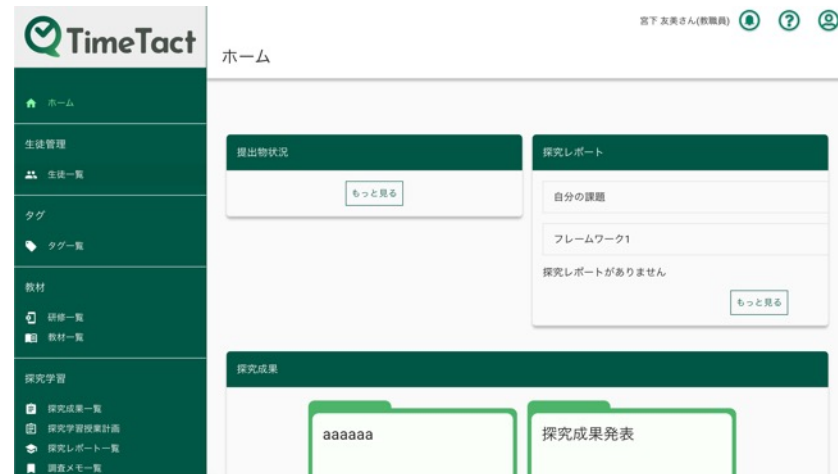 TimeTact
宮下 友美さん(教職員)
ホーム
ホーム
生徒管理
生徒一覧
タグ
タグ一覧
教材
研修一覧
教材一覧
探究学習
探究成果一覧
探究学習授業計画
探究レポート一覧
調査メモ一覧
提出物状況
もっと見る
探究レポート
自分の課題
フレームワーク1
探究レポートがありません
もっと見る
探究成果
aaaaaa
探究成果発表